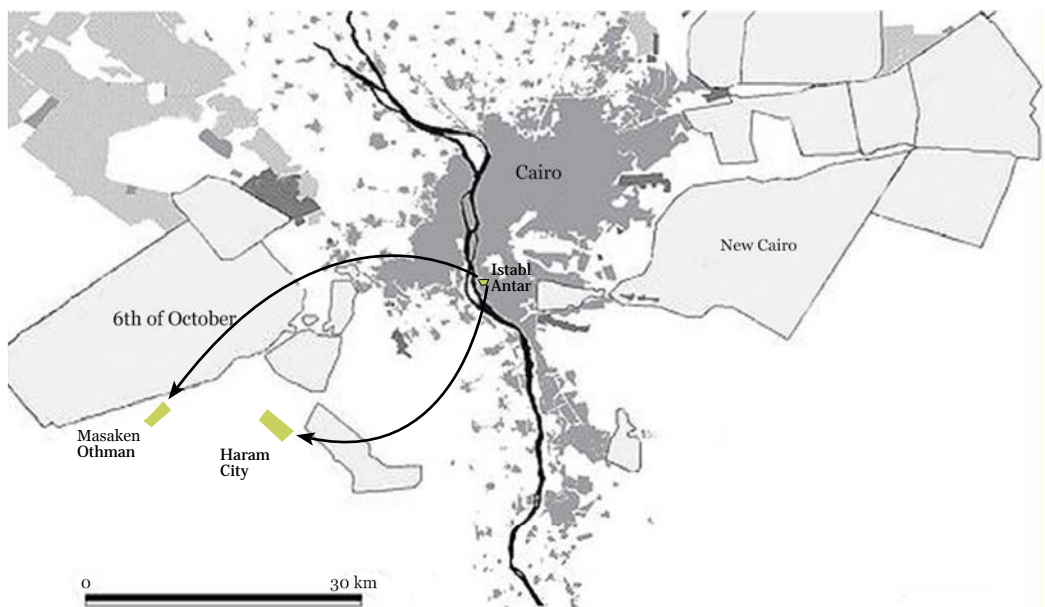 Cairo
New Cairo
Istabl
Antar
6th of October
Masaken
Othman
Haram
City
0
30 km